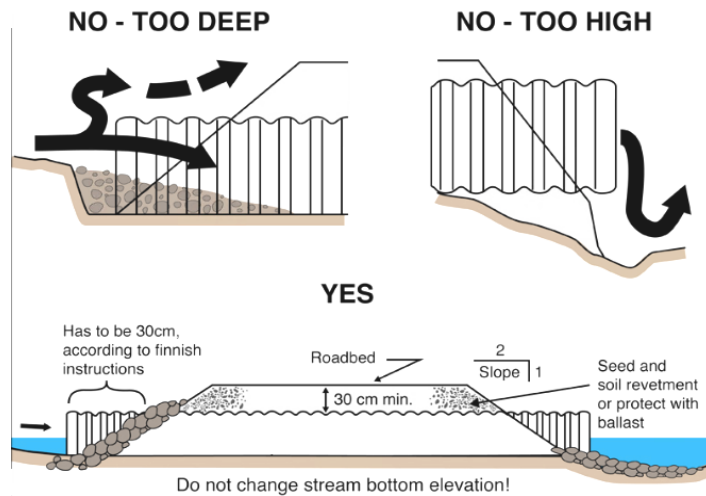 NO - TOO DEEP
NO - TOO HIGH
YES
Has to be 30cm,
according to finnish
instructions
Roadbed
2
Slope
1
30 cm min.
Seed and
soil revetment
or protect with
ballast
Do not change stream bottom elevation!